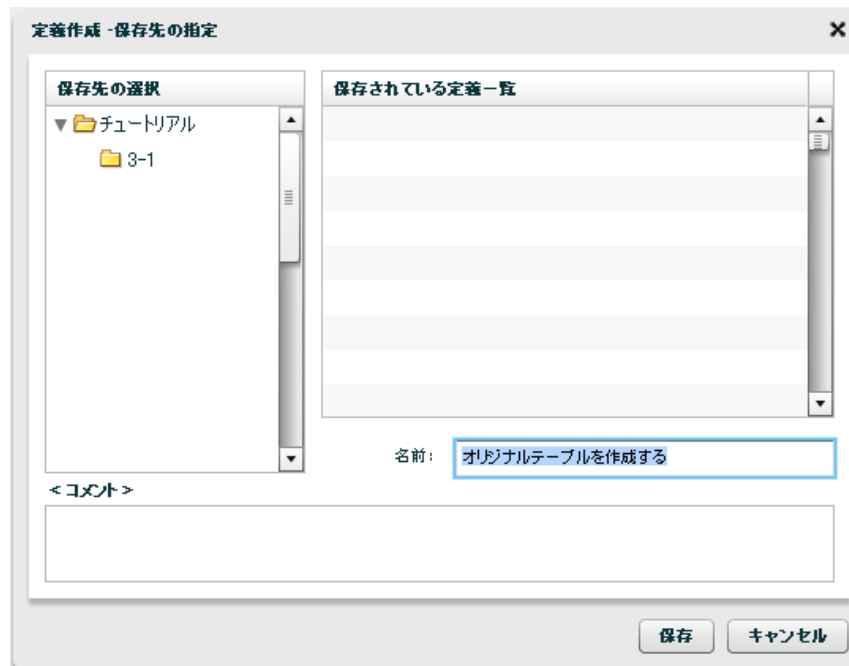 定義作成 -保存先の指定
保存先の選択
保存されている定義一覧
チュートリアル
3-1
名前:
オリジナルテーブルを作成する
<コメント>
保存
キャンセル